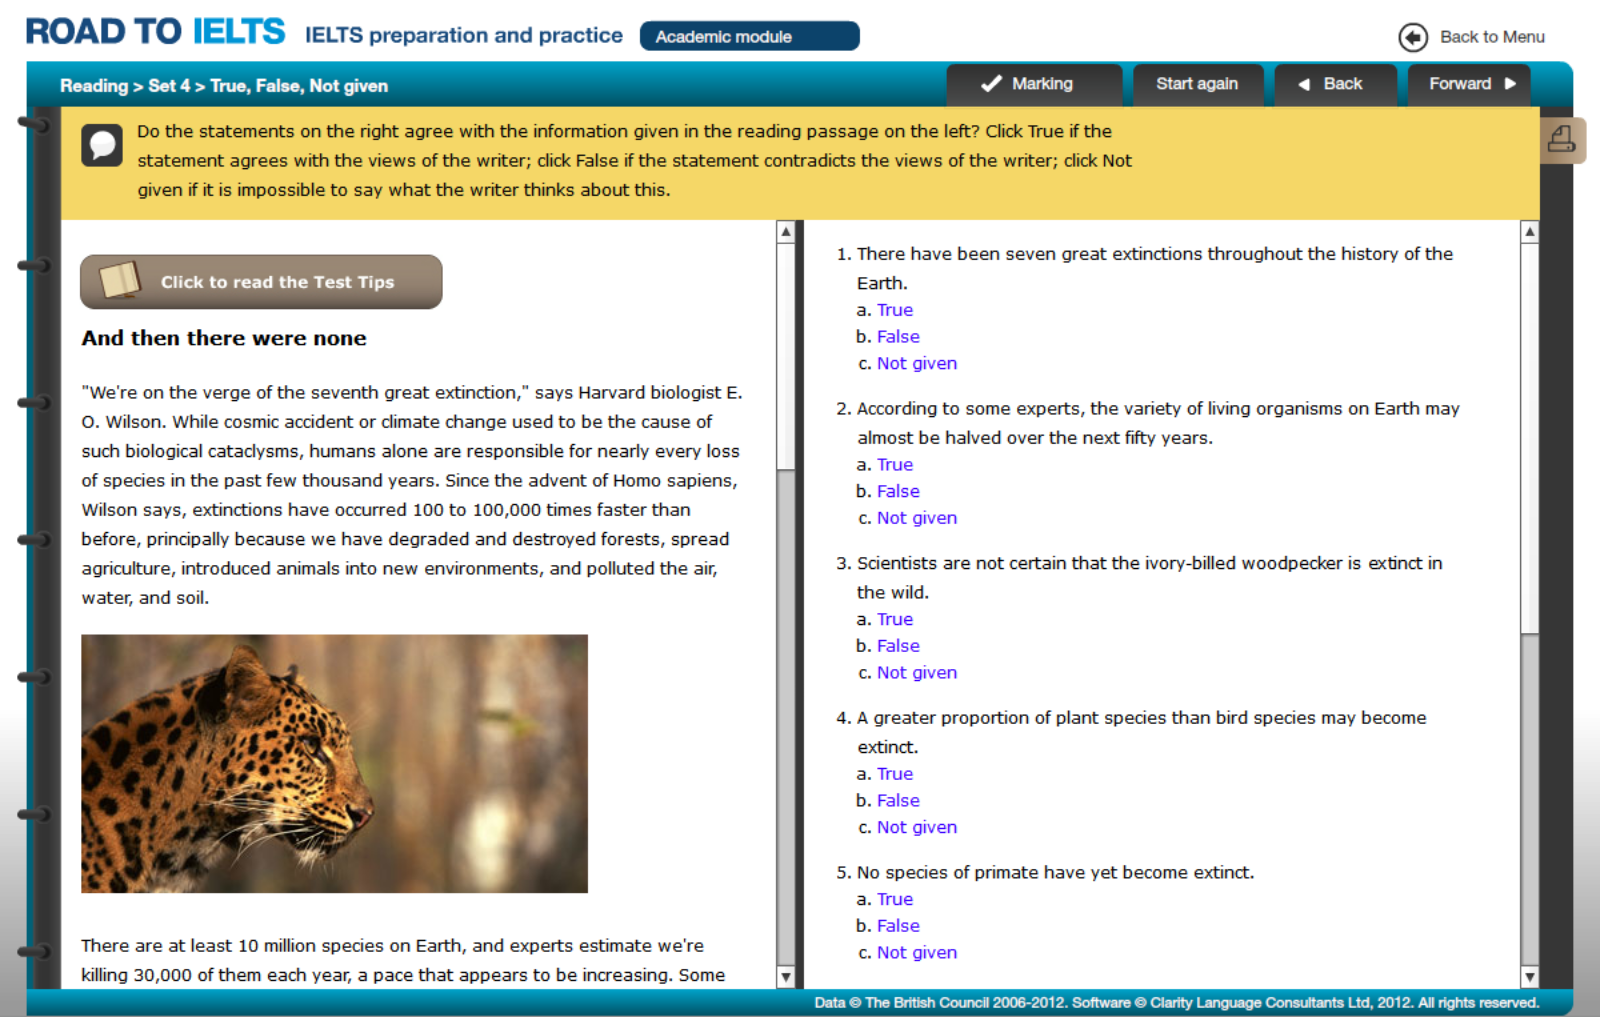 ROAD TO IELTS IELTS preparation and practice Academic module
Back to Menu
Reading > Set 4 > True, False, Not given
Marking
Start again
Back
Forward
Do the statements on the right agree with the information given in the reading passage on the left? Click True if the
statement agrees with the views of the writer; click False if the statement contradicts the views of the writer; click Not
given if it is impossible to say what the writer thinks about this.
Click to read the Test Tips
And then there were none
"We're on the verge of the seventh great extinction," says Harvard biologist E.
O. Wilson. While cosmic accident or climate change used to be the cause of
such biological cataclysms, humans alone are responsible for nearly every loss
of species in the past few thousand years. Since the advent of Homo sapiens,
Wilson says, extinctions have occurred 100 to 100,000 times faster than
before, principally because we have degraded and destroyed forests, spread
agriculture, introduced animals into new environments, and polluted the air,
water, and soil.
There are at least 10 million species on Earth, and experts estimate we're
killing 30,000 of them each year, a pace that appears to be increasing. Some
1. There have been seven great extinctions throughout the history of the
Earth.
a. True
b. False
c. Not given
2. According to some experts, the variety of living organisms on Earth may
almost be halved over the next fifty years.
a. True
b. False
c. Not given
3. Scientists are not certain that the ivory-billed woodpecker is extinct in
the wild.
a. True
b. False
c. Not given
4. A greater proportion of plant species than bird species may become
extinct.
a. True
b. False
c. Not given
5. No species of primate have yet become extinct.
a. True
b. False
c. Not given
Data © The British Council 2006-2012. Software © Clarity Language Consultants Ltd, 2012. All rights reserved.